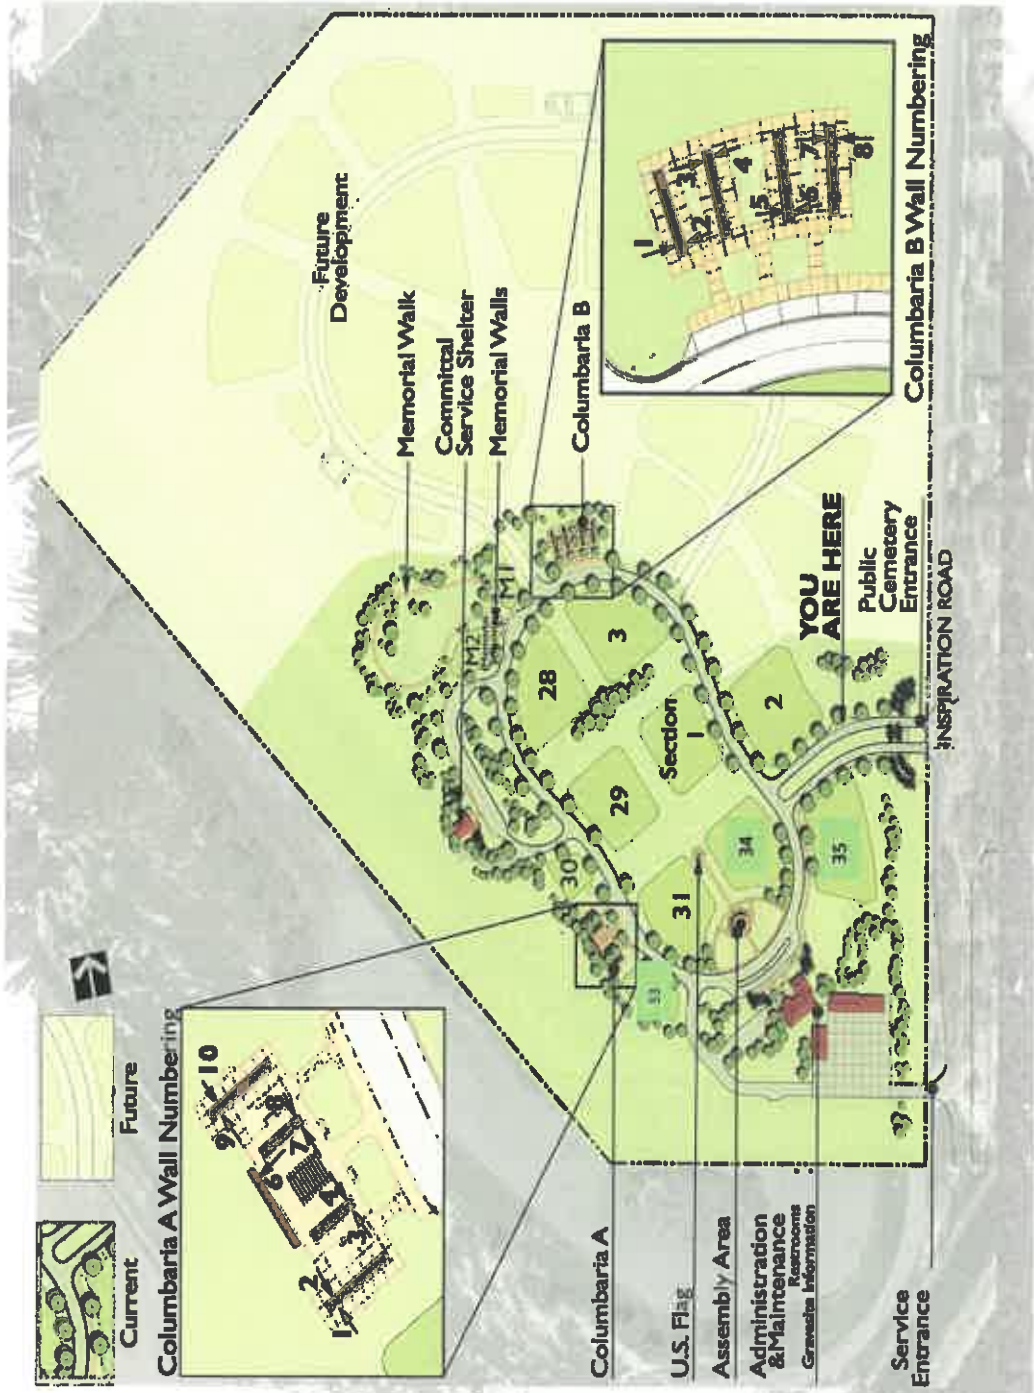 Current
Future
Columbaria A Wall Numbering
1
2
3
4
6
7
8
9
10
Future
Development
Memorial Walk
Committal
Service Shelter
Memorial Walls
Columbaria B
1
2
3
4
5
6
7
8
Columbaria B Wall Numbering
M2
M1
28
3
29
Section
1
2
30
31
34
35
53
YOU
ARE HERE
Public
Cemetery
Entrance
INSPIRATION ROAD
Columbaria A
U.S. Flag
Assembly Area
Administration
& Maintenance
Restrooms
Gravesite Information
Service
Entrance